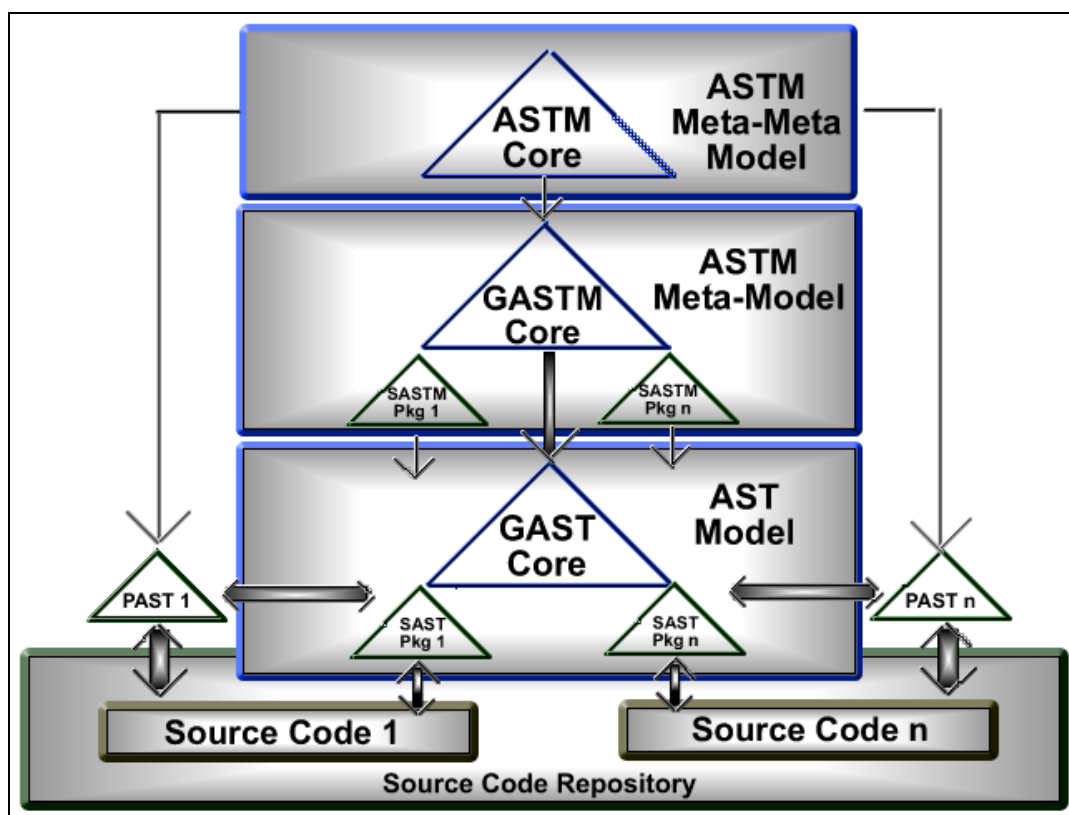 ASTM
Core
ASTM
Meta-Meta
Model
GASTM
Core
ASTM
Meta-Model
SASTM
Pkg 1
SASTM
Pkg n
GAST
Core
AST
Model
PAST 1
SAST
Pkg 1
SAST
Pkg n
PAST n
Source Code 1
Source Code n
Source Code Repository